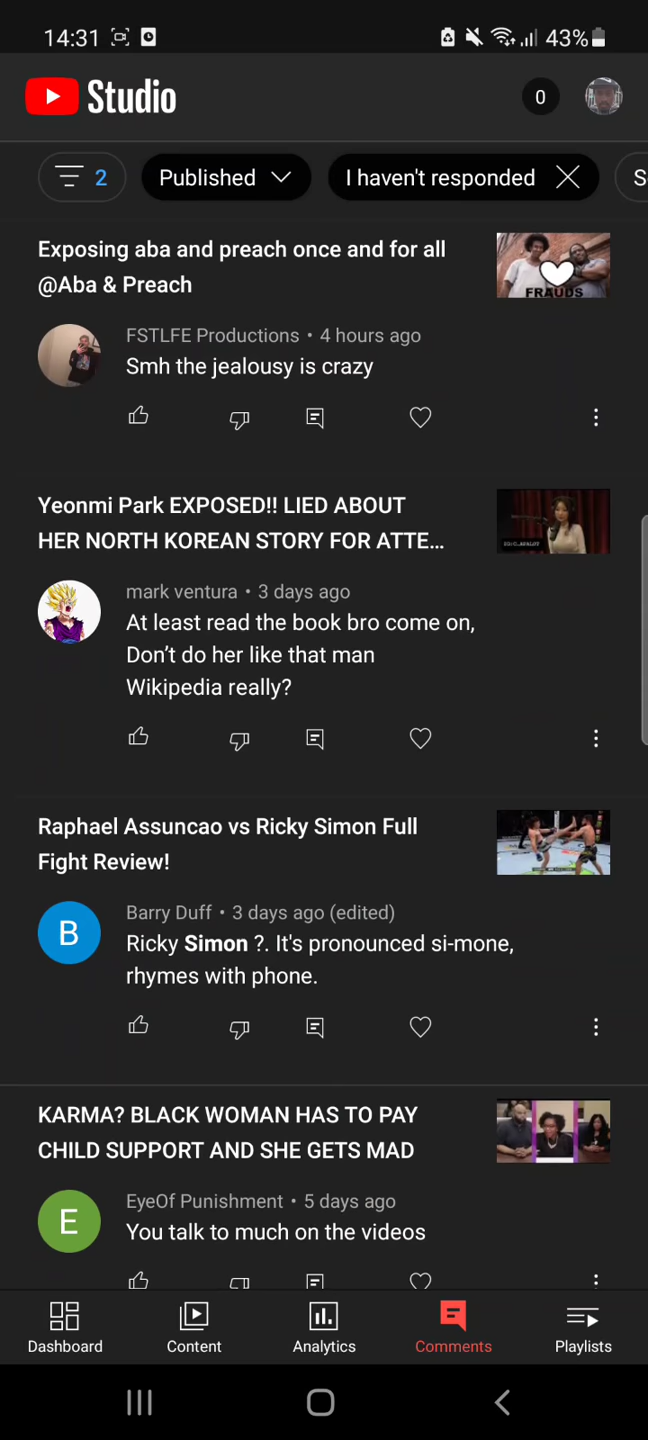 14:31
43%
Studio
0
2
Published
I haven't responded
S
Exposing aba and preach once and for all
@Aba & Preach
FRAUDS
FSTLFE Productions • 4 hours ago
Smh the jealousy is crazy
Yeonmi Park EXPOSED!! LIED ABOUT
HER NORTH KOREAN STORY FOR ATTE...
mark ventura • 3 days ago
At least read the book bro come on,
Don’t do her like that man
Wikipedia really?
Raphael Assuncao vs Ricky Simon Full
Fight Review!
B
Barry Duff • 3 days ago (edited)
Ricky Simon ?. It's pronounced si-mone,
rhymes with phone.
KARMA? BLACK WOMAN HAS TO PAY
CHILD SUPPORT AND SHE GETS MAD
E
EyeOf Punishment • 5 days ago
You talk to much on the videos
Dashboard
Content
Analytics
Comments
Playlists